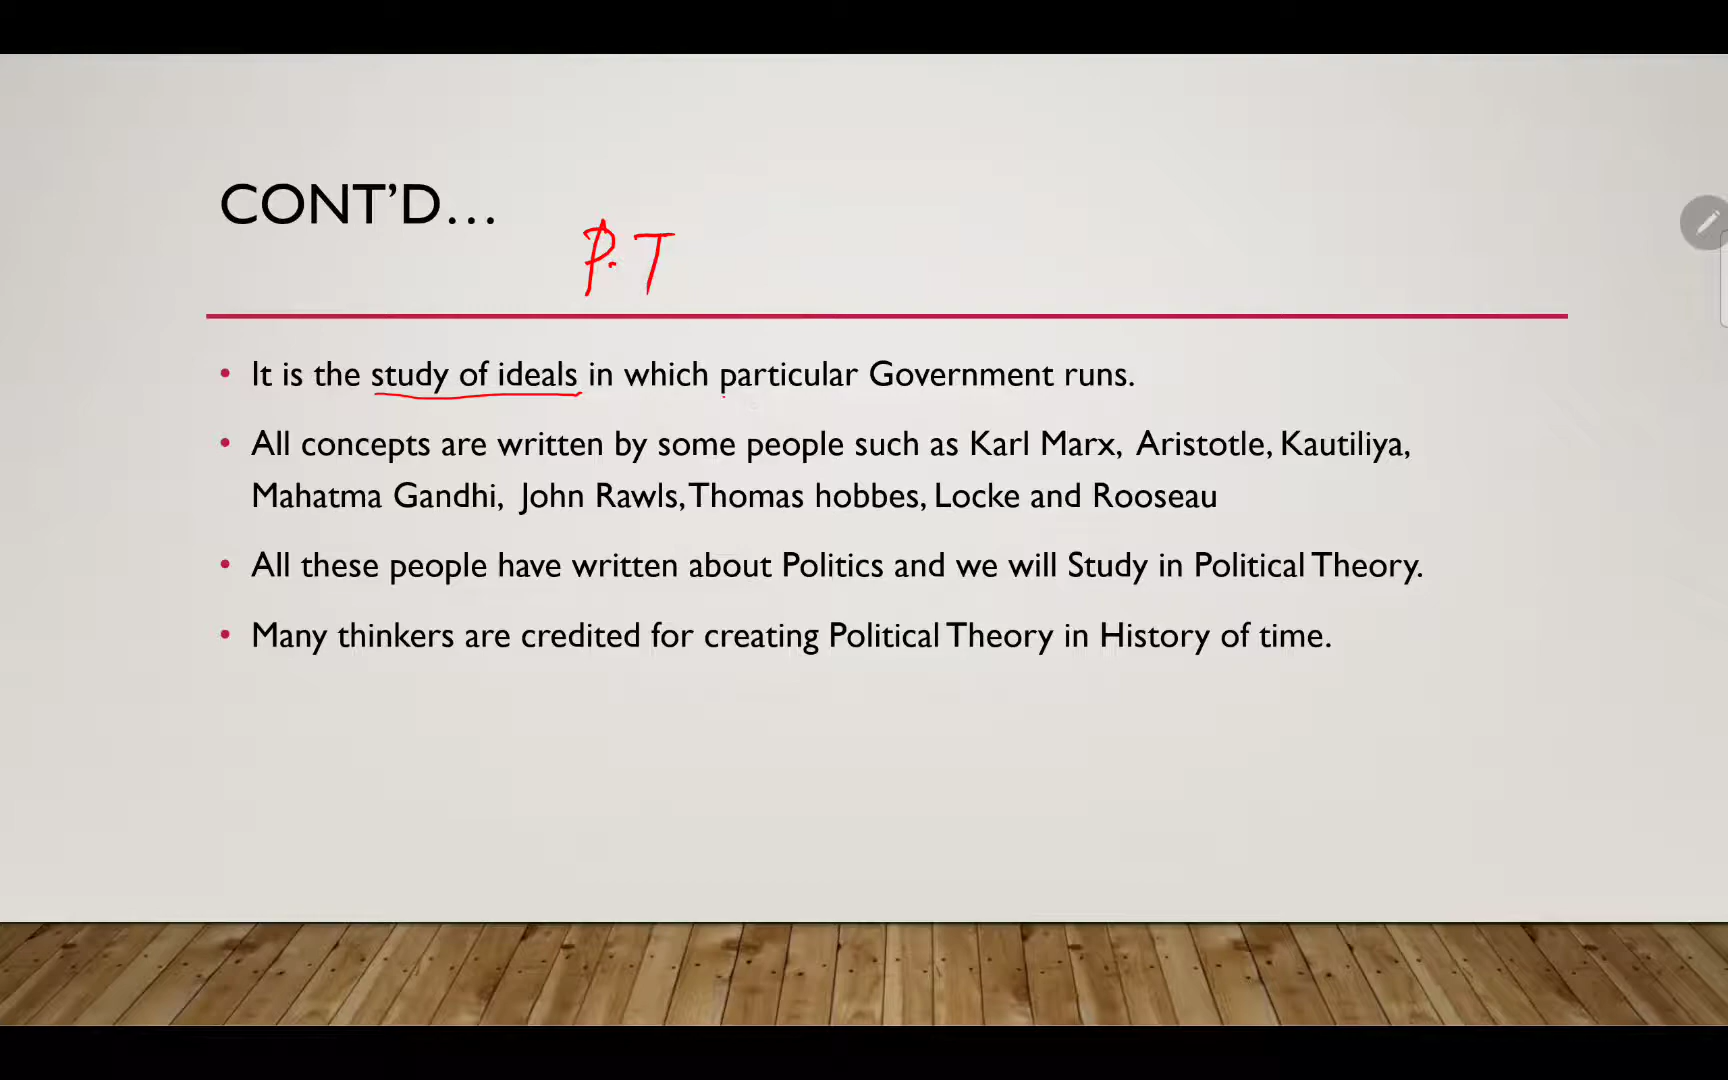 CONT’D…
P.T
• It is the study of ideals in which particular Government runs.
• All concepts are written by some people such as Karl Marx, Aristotle, Kautiliya,
Mahatma Gandhi, John Rawls, Thomas hobbes, Locke and Rooseau
• All these people have written about Politics and we will Study in Political Theory.
• Many thinkers are credited for creating Political Theory in History of time.